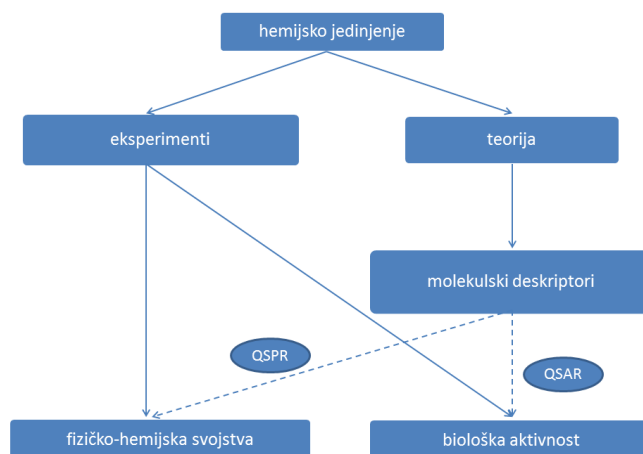 hemijsko jedinjenje
eksperimenti
teorija
molekulski deskriptori
QSPR
QSAR
fizičko-hemijska svojstva
biološka aktivnost